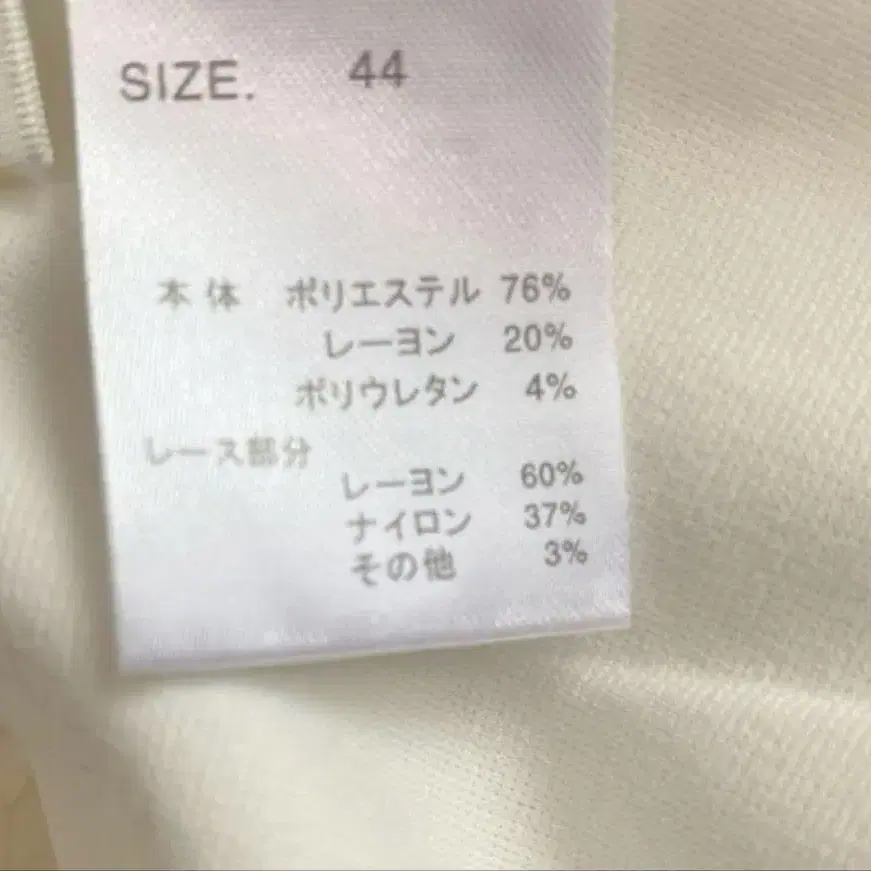 SIZE. 44
本体 ポリエステル 76%
レーヨン 20%
ポリウレタン 4%
レース部分
レーヨン 60%
ナイロン 37%
その他 3%